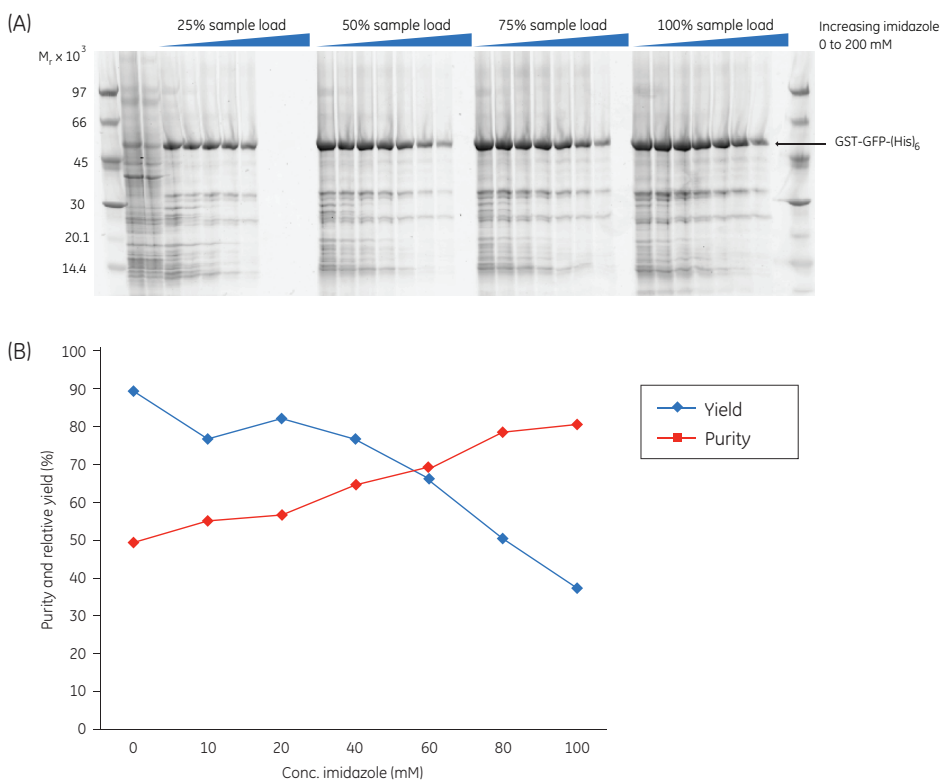 (A)
25% sample load
50% sample load
75% sample load
100% sample load
Increasing imidazole
0 to 200 mM
Mr × 10³
97
66
45
30
20.1
14.4
GST-GFP-(His)₆
(B)
Purity and relative yield (%)
100
90
80
70
60
50
40
30
20
10
0
0 10 20 40 60 80 100
Conc. imidazole (mM)
Yield
Purity